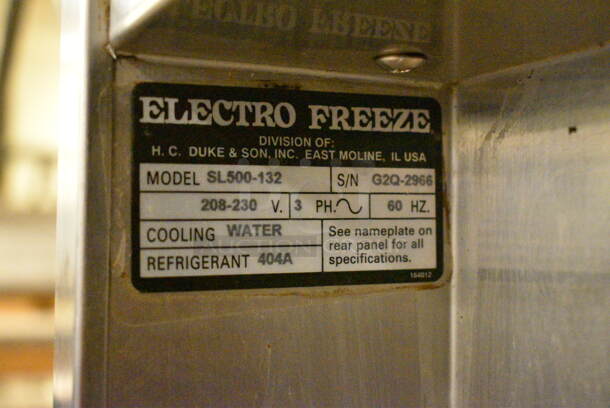 ELECTRO FREEZE
DIVISION OF:
H. C. DUKE & SON, INC. EAST MOLINE, IL USA
MODEL SL500-132 S/N G2Q-2966
208-230 V. 3 PH. 60 HZ.
COOLING WATER
REFRIGERANT 404A
See nameplate on
rear panel for all
specifications.
164012